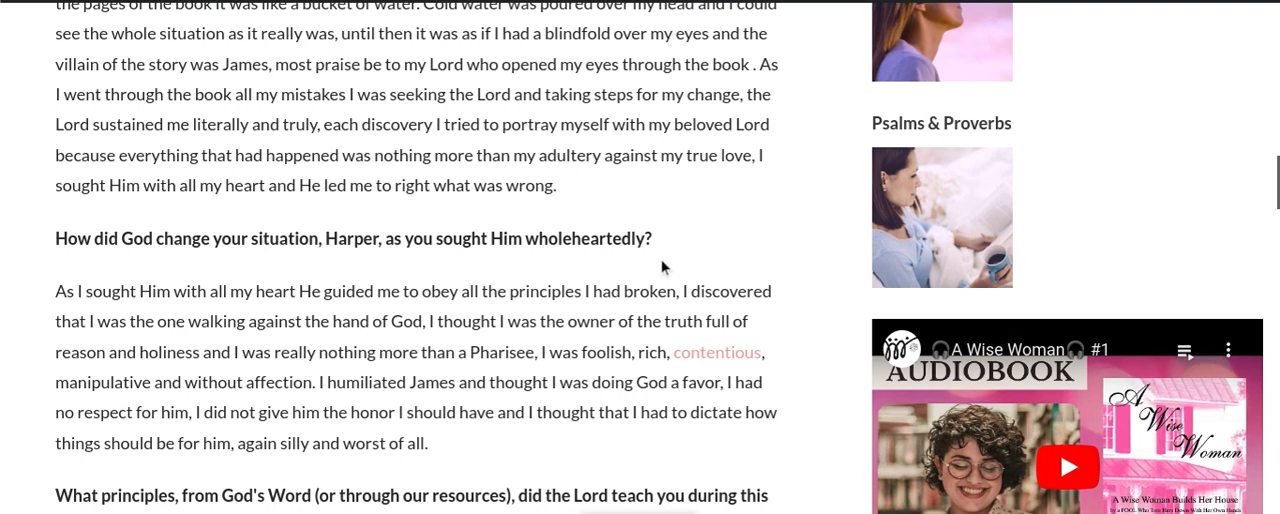 the pages of the book it was like a bucket of water. Cold water was poured over my head and I could
see the whole situation as it really was, until then it was as if I had a blindfold over my eyes and the
villain of the story was James, most praise be to my Lord who opened my eyes through the book . As
I went through the book all my mistakes I was seeking the Lord and taking steps for my change, the
Lord sustained me literally and truly, each discovery I tried to portray myself with my beloved Lord
because everything that had happened was nothing more than my adultery against my true love, I
sought Him with all my heart and He led me to right what was wrong.
How did God change your situation, Harper, as you sought Him wholeheartedly?
As I sought Him with all my heart He guided me to obey all the principles I had broken, I discovered
that I was the one walking against the hand of God, I thought I was the owner of the truth full of
reason and holiness and I was really nothing more than a Pharisee, I was foolish, rich, contentious,
manipulative and without affection. I humiliated James and thought I was doing God a favor, I had
no respect for him, I did not give him the honor I should have and I thought that I had to dictate how
things should be for him, again silly and worst of all.
What principles, from God's Word (or through our resources), did the Lord teach you during this
Psalms & Proverbs
🎧A Wise Woman🎧 #1
AUDIOBOOK
A
Wise
Woman
A Wise Woman Builds Her House
by a FOOL Who Tore Hers Down With Her Own Hands